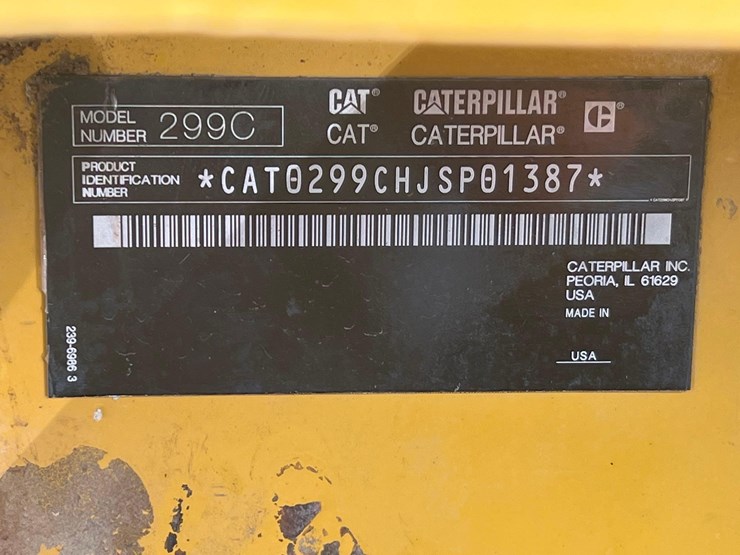 MODEL NUMBER 299C
CAT® CATERPILLAR®
CAT® CATERPILLAR®
C®
PRODUCT
IDENTIFICATION
NUMBER
*CAT0299CHJSP01387*
CATERPILLAR INC.
PEORIA, IL 61629
USA
MADE IN
USA
239-6966 3